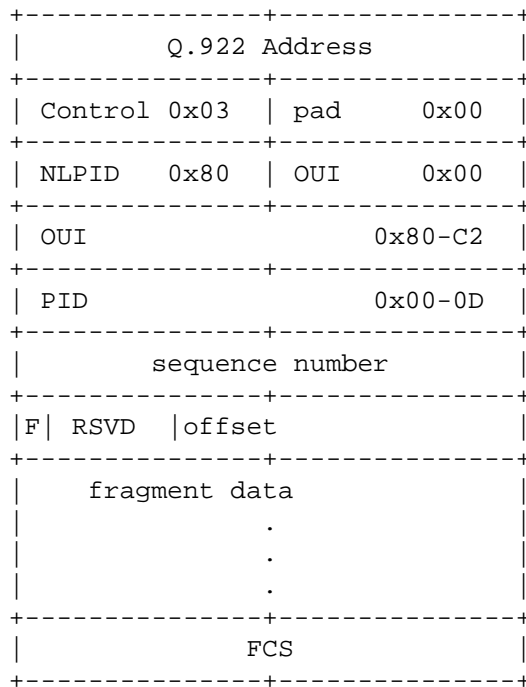 +---------------+---------------+
|         Q.922 Address         |
+---------------+---------------+
| Control 0x03  | pad      0x00 |
+---------------+---------------+
| NLPID   0x80  | OUI      0x00 |
+---------------+---------------+
| OUI                   0x80-C2 |
+---------------+---------------+
| PID                   0x00-0D |
+---------------+---------------+
|        sequence number        |
+---------------+---------------+
|F| RSVD  |offset               |
+---------------+---------------+
|    fragment data              |
|               .               |
|               .               |
|               .               |
+---------------+---------------+
|              FCS              |
+---------------+---------------+